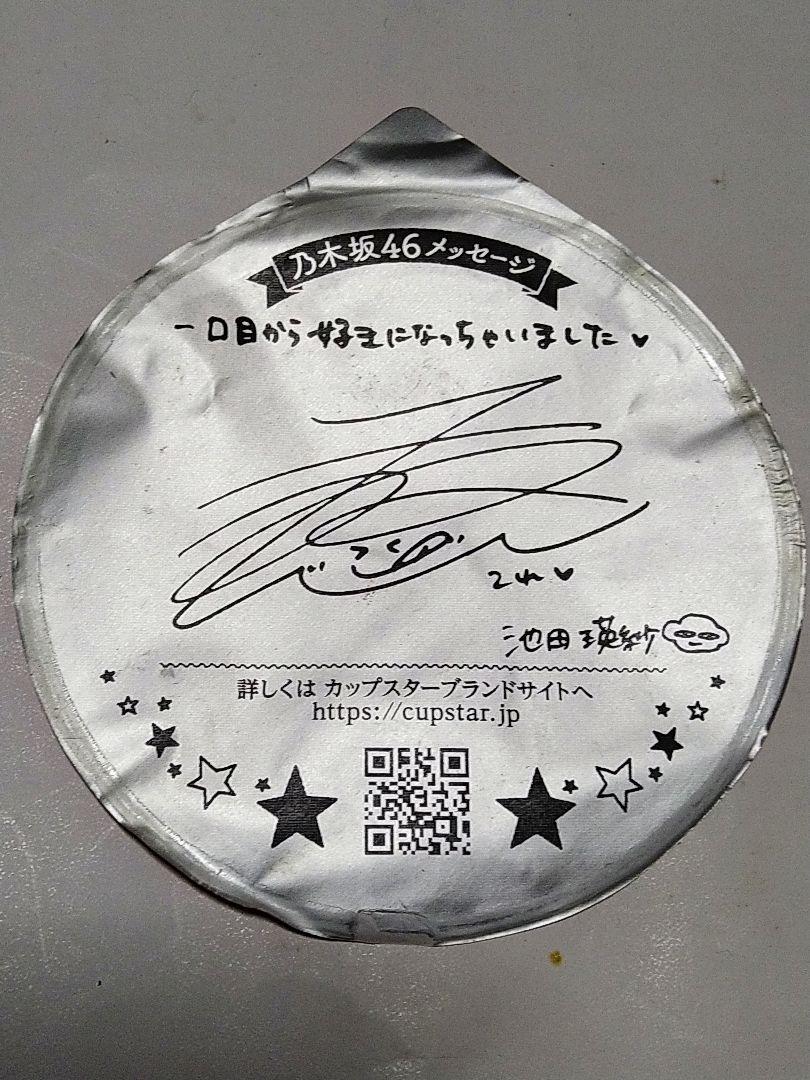 乃木坂46メッセージ
一口目から好きになっちゃいました♥
池田瑛紗
詳しくは カップスターブランドサイトへ
https://cupstar.jp